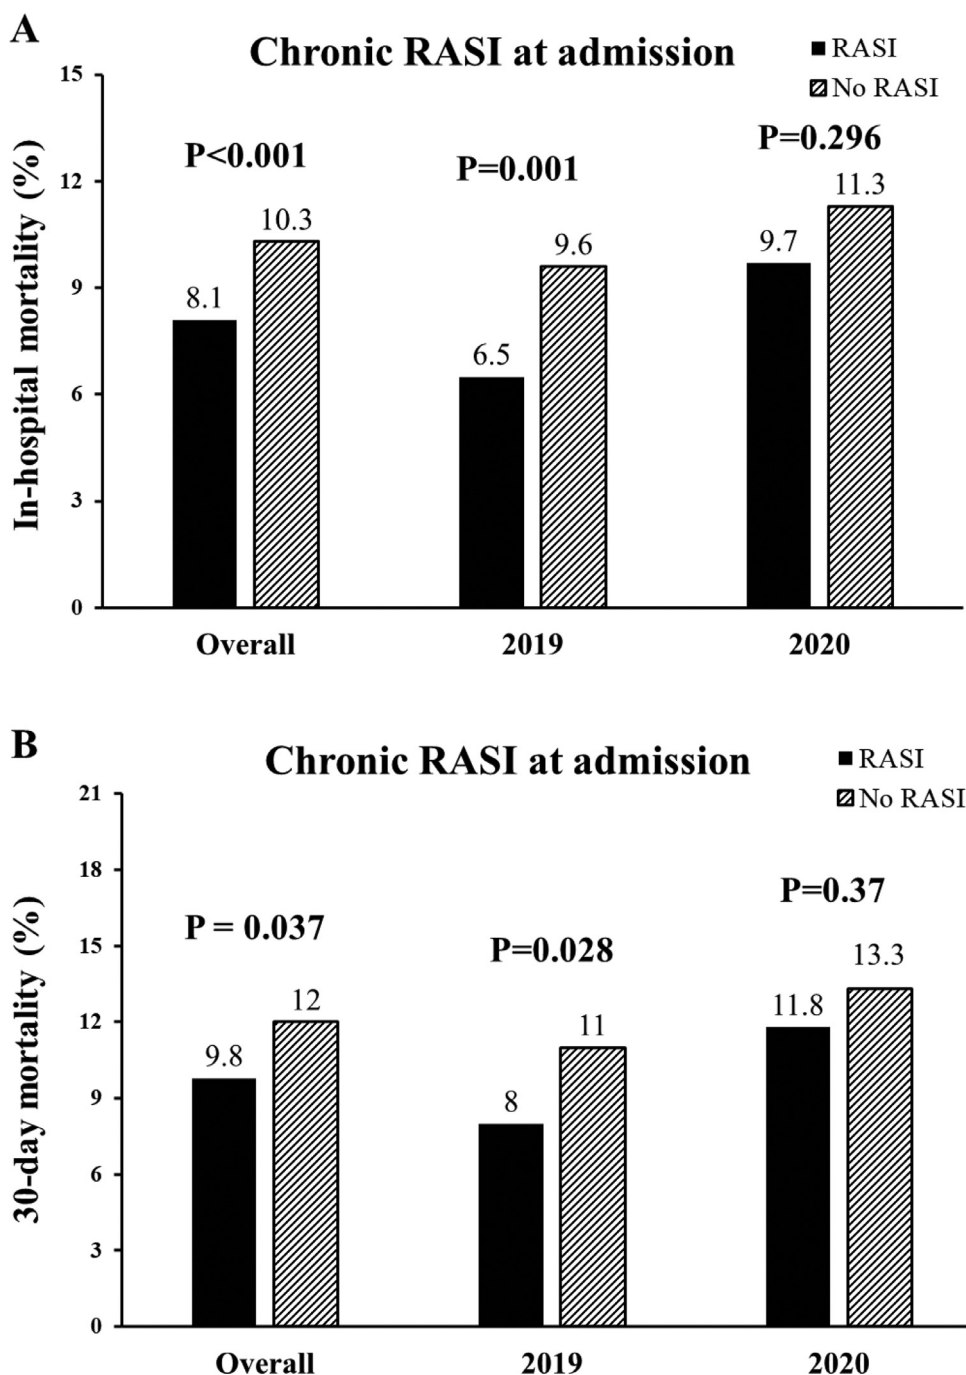 A
Chronic RASI at admission
RASI
No RASI
In-hospital mortality (%)
15
12
9
6
3
0
P<0.001
P=0.001
P=0.296
8.1
10.3
6.5
9.6
9.7
11.3
Overall
2019
2020
B
Chronic RASI at admission
RASI
No RASI
30-day mortality (%)
21
18
15
12
9
6
3
0
P = 0.037
P=0.028
P=0.37
9.8
12
8
11
11.8
13.3
Overall
2019
2020